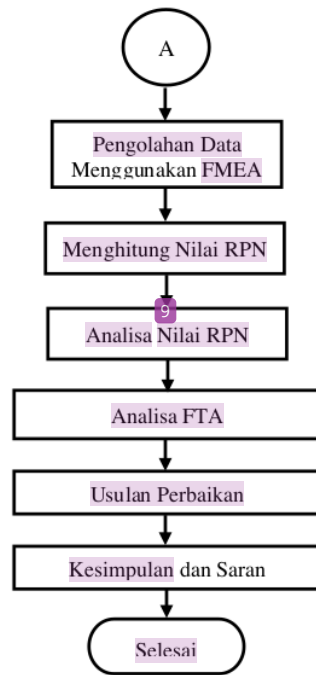 A
Pengolahan Data
Menggunakan FMEA
Menghitung Nilai RPN
9
Analisa Nilai RPN
Analisa FTA
Usulan Perbaikan
Kesimpulan dan Saran
Selesai